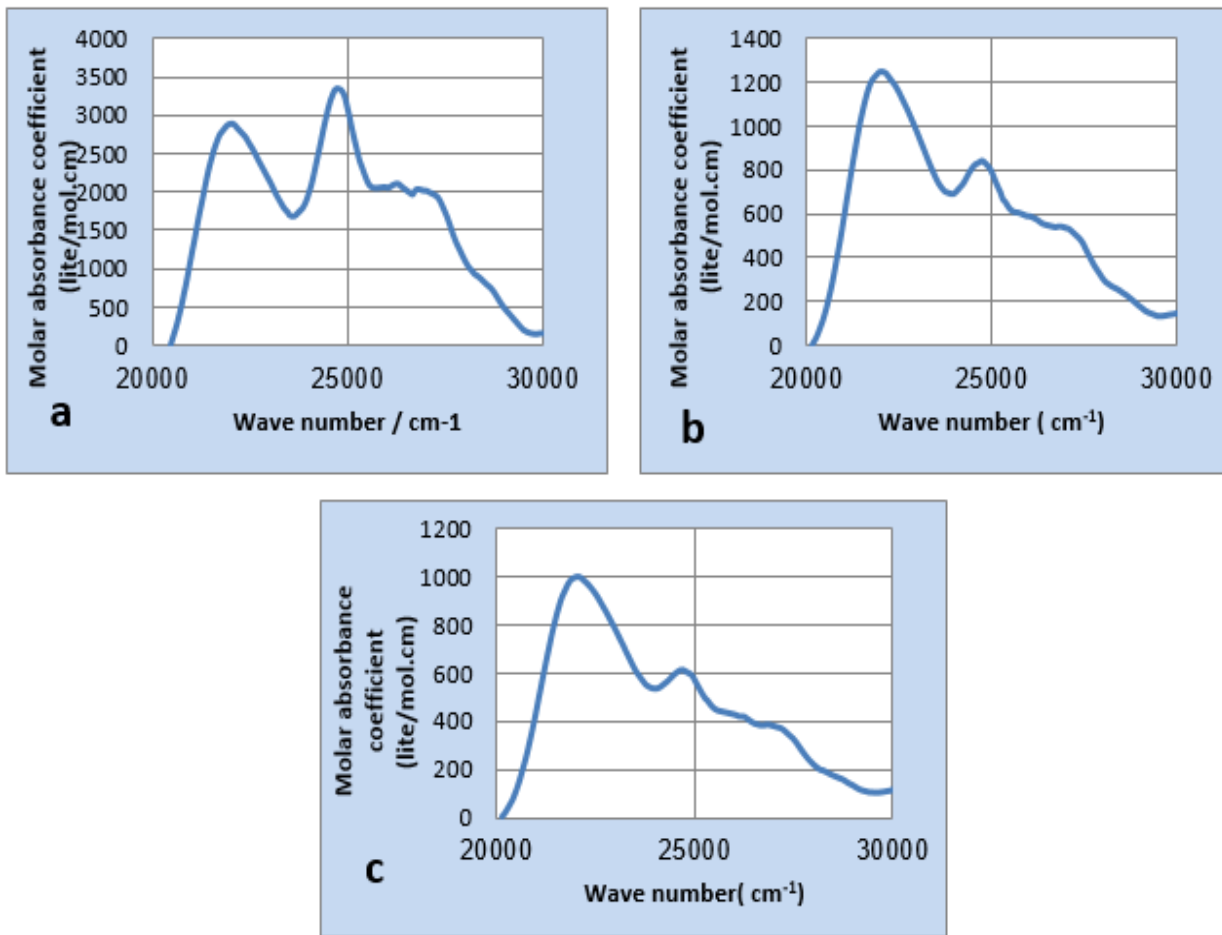 Molar absorbance coefficient
(lite/mol.cm)
4000
3500
3000
2500
2000
1500
1000
500
0
20000 25000 30000
Wave number / cm-1
a
Molar absorbance coefficient
(lite/mol.cm)
1400
1200
1000
800
600
400
200
0
20000 25000 30000
Wave number ( cm⁻¹)
b
Molar absorbance
coefficient
(lite/mol.cm)
1200
1000
800
600
400
200
0
20000 25000 30000
Wave number( cm⁻¹)
c